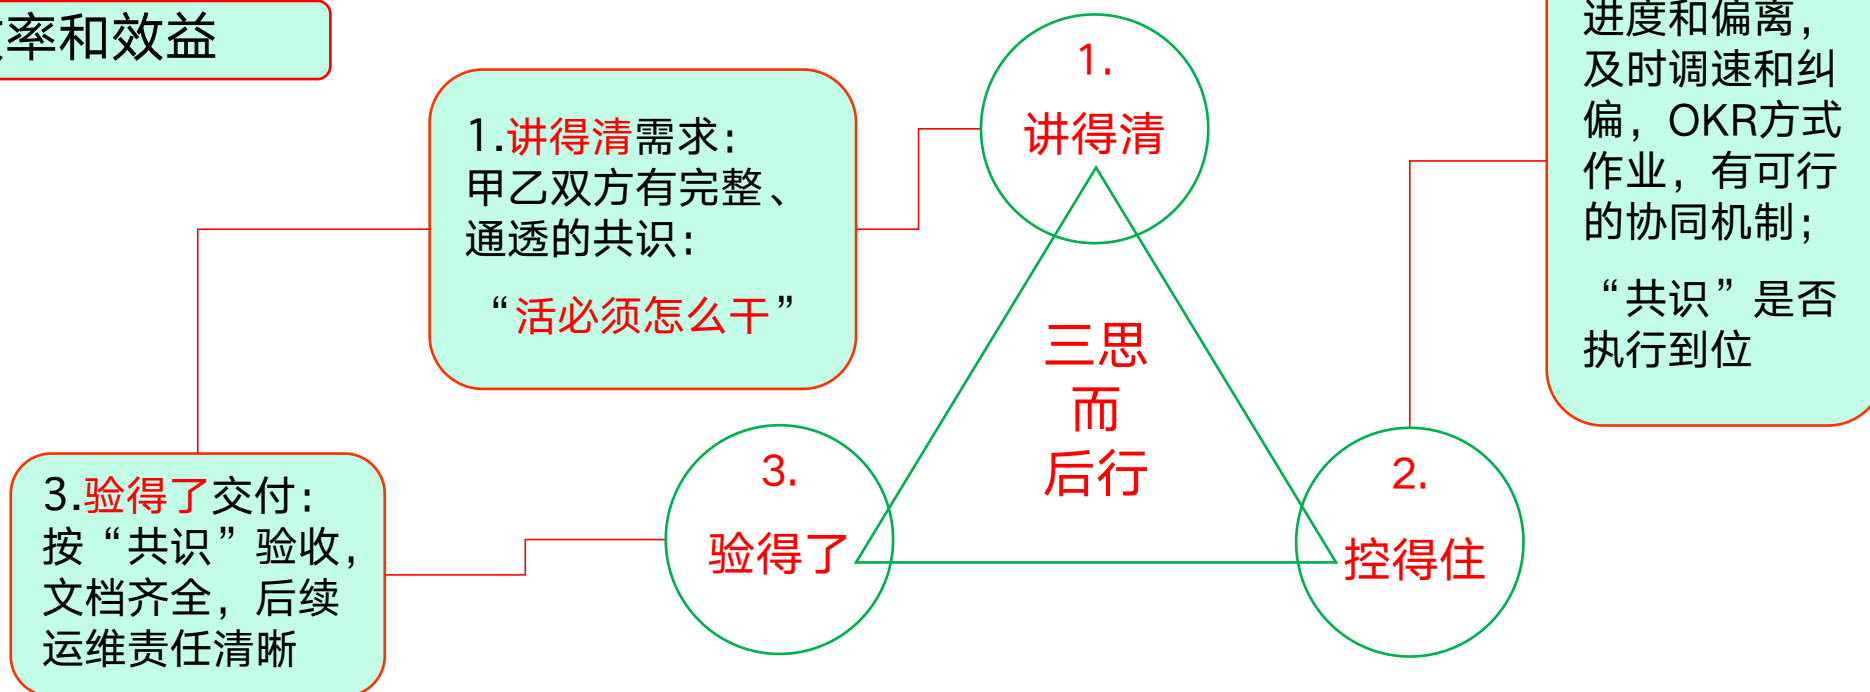 率和效益
1.讲得清需求：
甲乙双方有完整、
通透的共识：
“活必须怎么干”
1.
讲得清
进度和偏离，
及时调速和纠
偏，OKR方式
作业，有可行
的协同机制；
“共识”是否
执行到位
三思
而
后行
3.
验得了
2.
控得住
3.验得了交付：
按“共识”验收，
文档齐全，后续
运维责任清晰